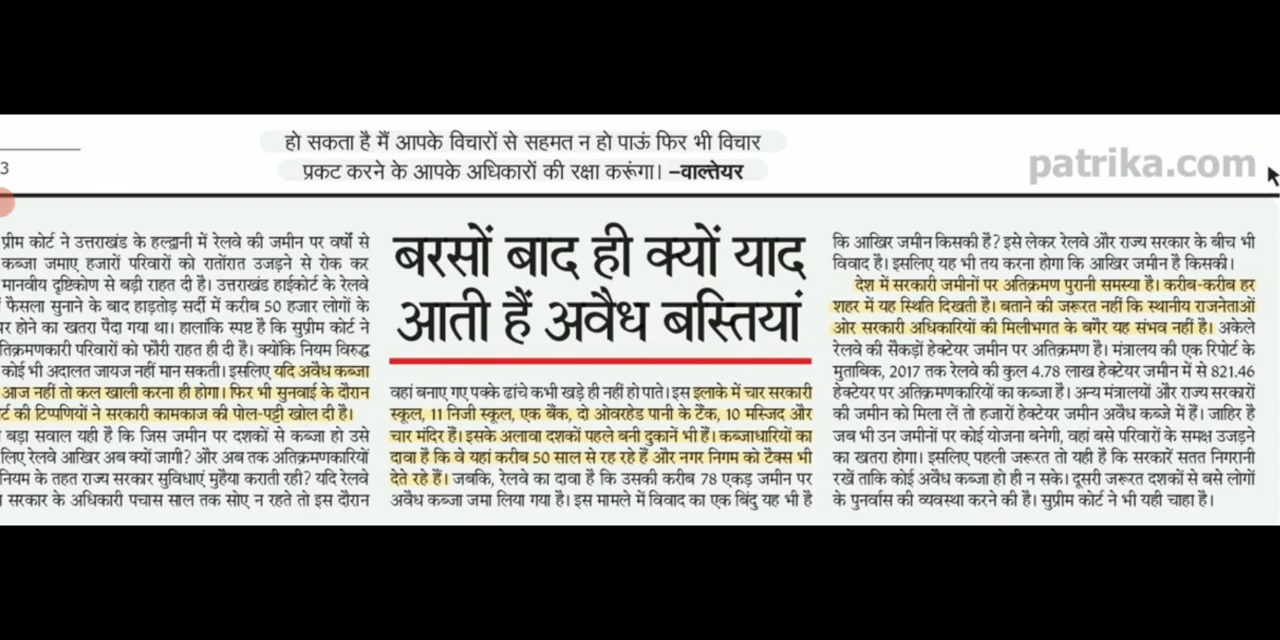 हो सकता है मैं आपके विचारों से सहमत न हो पाऊं फिर भी विचार
प्रकट करने के आपके अधिकारों की रक्षा करूंगा। –वाल्तेयर
patrika.com
3
बरसों बाद ही क्यों याद
आती हैं अवैध बस्तियां
प्रीम कोर्ट ने उत्तराखंड के हल्द्वानी में रेलवे की जमीन पर वर्षों से
कब्जा जमाए हजारों परिवारों को रातोंरात उजड़ने से रोक कर
मानवीय दृष्टिकोण से बड़ी राहत दी है। उत्तराखंड हाईकोर्ट के रेलवे
फैसला सुनाने के बाद हाड़तोड़ सर्दी में करीब 50 हजार लोगों के
र होने का खतरा पैदा गया था। हालांकि स्पष्ट है कि सुप्रीम कोर्ट ने
तिक्रमणकारी परिवारों को फौरी राहत ही दी है। क्योंकि नियम विरुद्ध
कोई भी अदालत जायज नहीं मान सकती। इसलिए यदि अवैध कब्जा
आज नहीं तो कल खाली करना ही होगा। फिर भी सुनवाई के दौरान
र्ट की टिप्पणियों ने सरकारी कामकाज की पोल-पट्टी खोल दी है।
बड़ा सवाल यही है कि जिस जमीन पर दशकों से कब्जा हो उसे
लिए रेलवे आखिर अब क्यों जागी? और अब तक अतिक्रमणकारियों
नियम के तहत राज्य सरकार सुविधाएं मुहैया कराती रही? यदि रेलवे
सरकार के अधिकारी पचास साल तक सोए न रहते तो इस दौरान
वहां बनाए गए पक्के ढांचे कभी खड़े ही नहीं हो पाते। इस इलाके में चार सरकारी
स्कूल, 11 निजी स्कूल, एक बैंक, दो ओवरहेड पानी के टैंक, 10 मस्जिद और
चार मंदिर हैं। इसके अलावा दशकों पहले बनी दुकानें भी हैं। कब्जाधारियों का
दावा है कि वे यहां करीब 50 साल से रह रहे हैं और नगर निगम को टैक्स भी
देते रहे हैं। जबकि, रेलवे का दावा है कि उसकी करीब 78 एकड़ जमीन पर
अवैध कब्जा जमा लिया गया है। इस मामले में विवाद का एक बिंदु यह भी है
कि आखिर जमीन किसकी है? इसे लेकर रेलवे और राज्य सरकार के बीच भी
विवाद है। इसलिए यह भी तय करना होगा कि आखिर जमीन है किसकी।
देश में सरकारी जमीनों पर अतिक्रमण पुरानी समस्या है। करीब-करीब हर
शहर में यह स्थिति दिखती है। बताने की जरूरत नहीं कि स्थानीय राजनेताओं
ओर सरकारी अधिकारियों की मिलीभगत के बगैर यह संभव नहीं है। अकेले
रेलवे की सैकड़ों हेक्टेयर जमीन पर अतिक्रमण है। मंत्रालय की एक रिपोर्ट के
मुताबिक, 2017 तक रेलवे की कुल 4.78 लाख हेक्टेयर जमीन में से 821.46
हेक्टेयर पर अतिक्रमणकारियों का कब्जा है। अन्य मंत्रालयों और राज्य सरकारों
की जमीन को मिला लें तो हजारों हेक्टेयर जमीन अवैध कब्जे में हैं। जाहिर है
जब भी उन जमीनों पर कोई योजना बनेगी, वहां बसे परिवारों के समक्ष उजड़ने
का खतरा होगा। इसलिए पहली जरूरत तो यही है कि सरकारें सतत निगरानी
रखें ताकि कोई अवैध कब्जा हो ही न सके। दूसरी जरूरत दशकों से बसे लोगों
के पुनर्वास की व्यवस्था करने की है। सुप्रीम कोर्ट ने भी यही चाहा है।